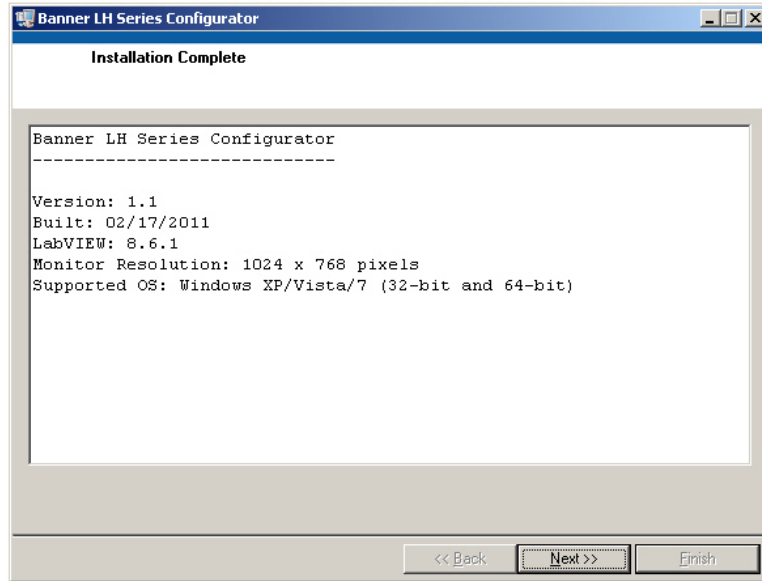 Banner LH Series Configurator
Installation Complete
Banner LH Series Configurator
-----------------------------
Version: 1.1
Built: 02/17/2011
LabVIEW: 8.6.1
Monitor Resolution: 1024 x 768 pixels
Supported OS: Windows XP/Vista/7 (32-bit and 64-bit)
<< Back
Next >>
Finish